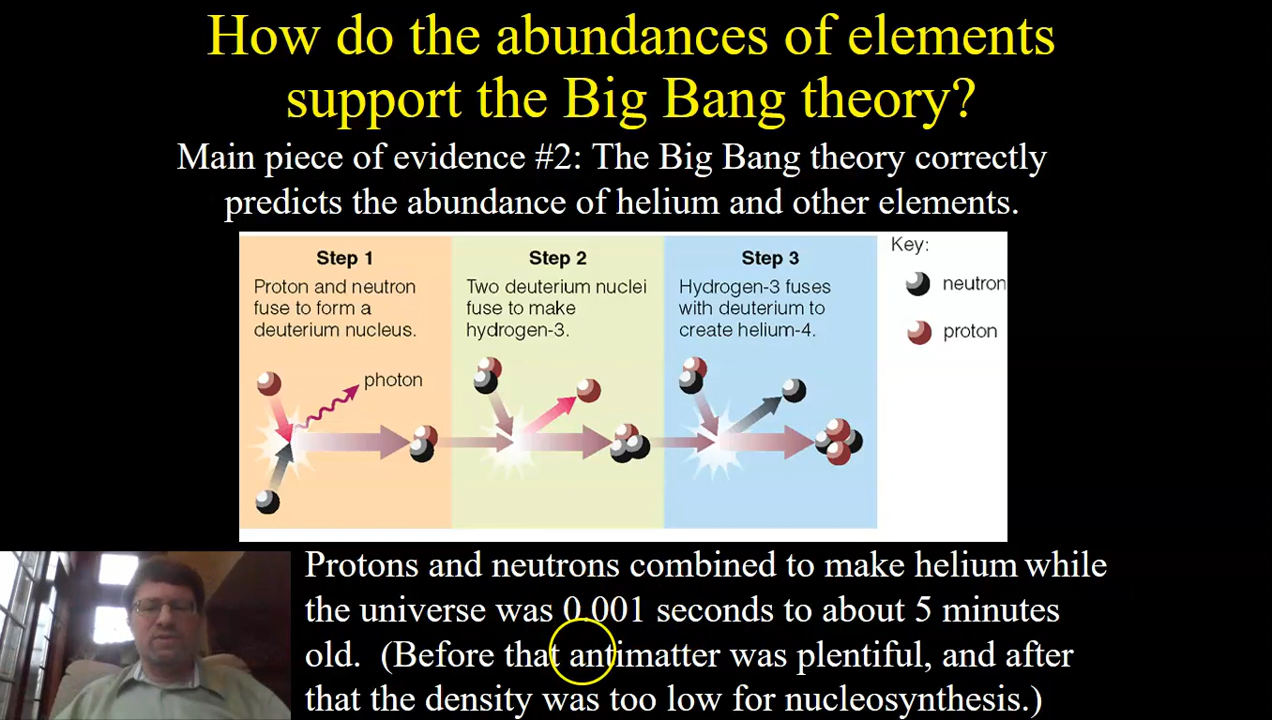 How do the abundances of elements
support the Big Bang theory?
Main piece of evidence #2: The Big Bang theory correctly
predicts the abundance of helium and other elements.
Step 1
Proton and neutron
fuse to form a
deuterium nucleus.
photon
Step 2
Two deuterium nuclei
fuse to make
hydrogen-3.
Step 3
Hydrogen-3 fuses
with deuterium to
create helium-4.
Key:
neutron
proton
Protons and neutrons combined to make helium while
the universe was 0.001 seconds to about 5 minutes
old. (Before that antimatter was plentiful, and after
that the density was too low for nucleosynthesis.)